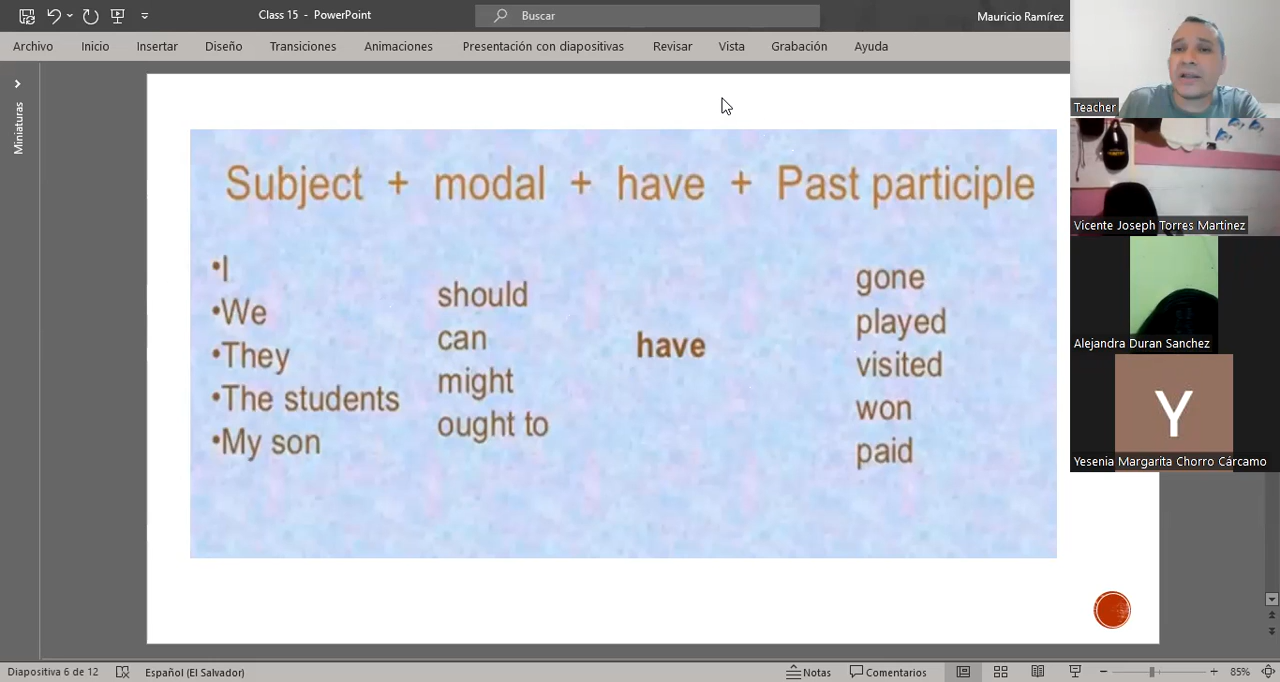 Class 15 - PowerPoint
Buscar
Mauricio Ramírez
Archivo Inicio Insertar Diseño Transiciones Animaciones Presentación con diapositivas Revisar Vista Grabación Ayuda
Miniaturas
Subject + modal + have + Past participle
•I
•We
•They
•The students
•My son
should
can
might
ought to
have
gone
played
visited
won
paid
Teacher
Vicente Joseph Torres Martinez
Alejandra Duran Sanchez
Y
Yesenia Margarita Chorro Cárcamo
Diapositiva 6 de 12 Español (El Salvador) Notas Comentarios 85%